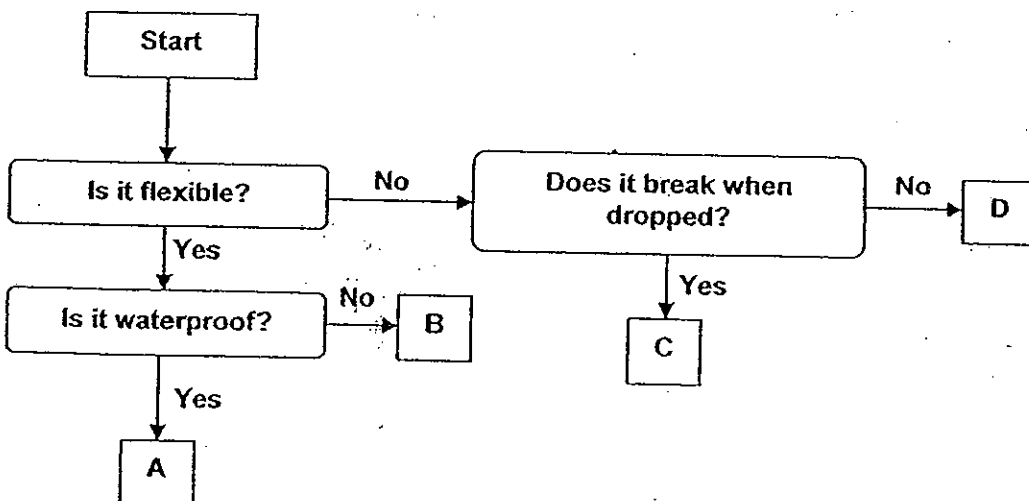 Start
Is it flexible?
No
Does it break when
dropped?
No
D
Yes
Is it waterproof?
No
B
Yes
C
Yes
A